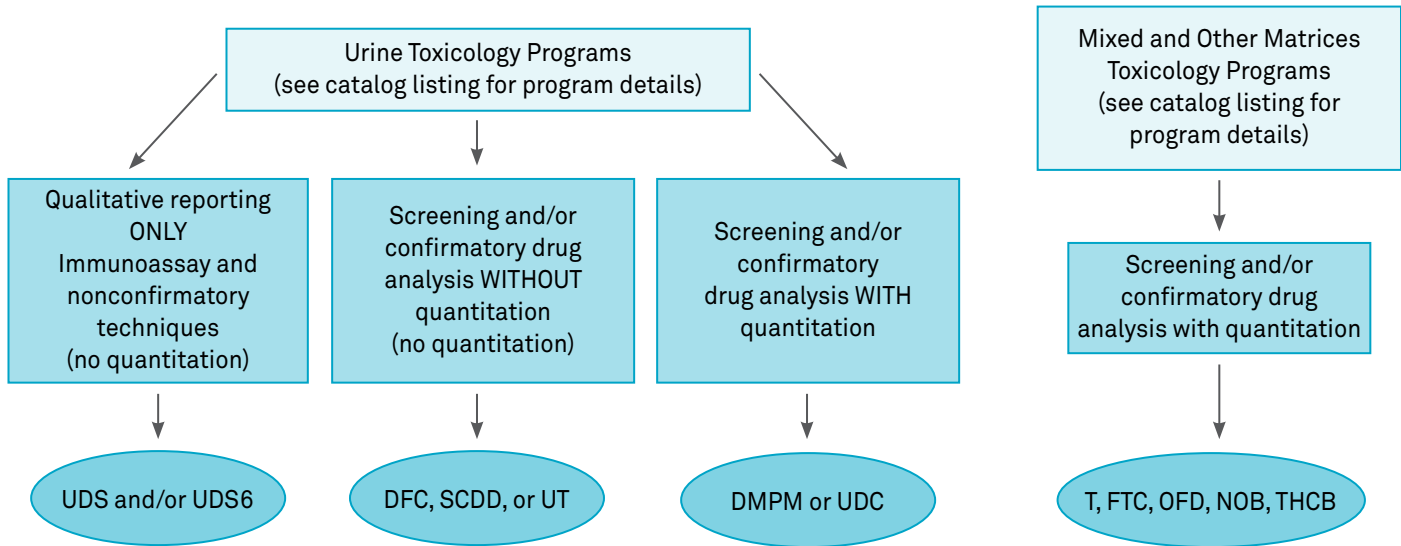 Urine Toxicology Programs
(see catalog listing for program details)
Mixed and Other Matrices
Toxicology Programs
(see catalog listing for
program details)
Qualitative reporting
ONLY
Immunoassay and
nonconfirmatory
techniques
(no quantitation)
Screening and/or
confirmatory drug
analysis WITHOUT
quantitation
(no quantitation)
Screening and/or
confirmatory
drug analysis WITH
quantitation
Screening and/or
confirmatory drug
analysis with quantitation
UDS and/or UDS6
DFC, SCDD, or UT
DMPM or UDC
T, FTC, OFD, NOB, THCB